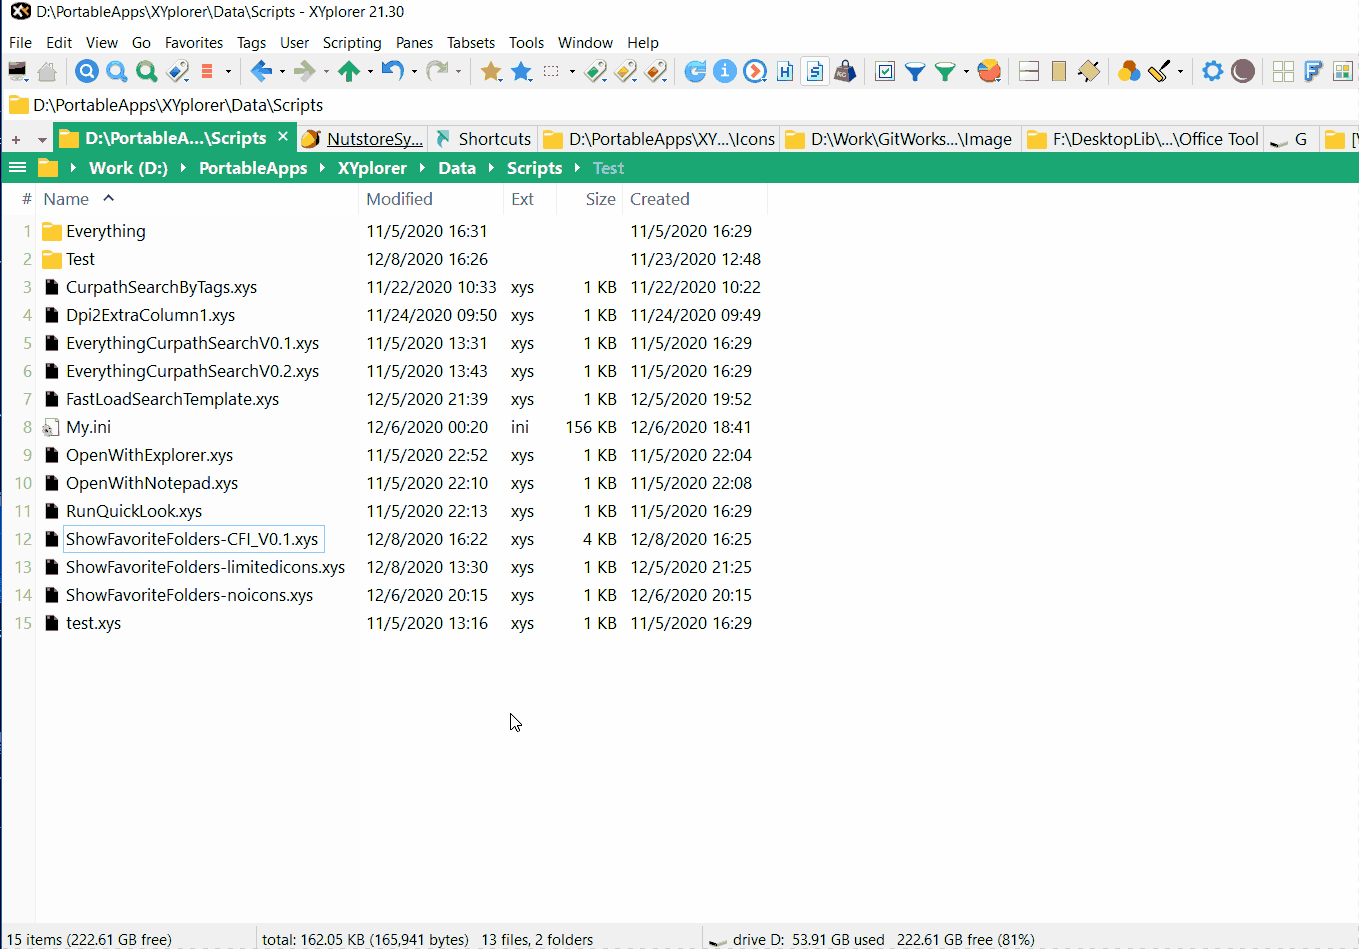 D:\PortableApps\XYplorer\Data\Scripts - XYplorer 21.30
File Edit View Go Favorites Tags User Scripting Panes Tabsets Tools Window Help
D:\PortableApps\XYplorer\Data\Scripts
D:\PortableA...\Scripts NutstoreSy... Shortcuts D:\PortableApps\XY...\Icons D:\Work\GitWorks...\Image F:\DesktopLib\...\Office Tool G
Work (D:) PortableApps XYplorer Data Scripts Test
# Name Modified Ext Size Created
1 Everything 11/5/2020 16:31 11/5/2020 16:29
2 Test 12/8/2020 16:26 11/23/2020 12:48
3 CurpathSearchByTags.xys 11/22/2020 10:33 xys 1 KB 11/22/2020 10:22
4 Dpi2ExtraColumn1.xys 11/24/2020 09:50 xys 1 KB 11/24/2020 09:49
5 EverythingCurpathSearchV0.1.xys 11/5/2020 13:31 xys 1 KB 11/5/2020 16:29
6 EverythingCurpathSearchV0.2.xys 11/5/2020 13:43 xys 1 KB 11/5/2020 16:29
7 FastLoadSearchTemplate.xys 12/5/2020 21:39 xys 1 KB 12/5/2020 19:52
8 My.ini 12/6/2020 00:20 ini 156 KB 12/6/2020 18:41
9 OpenWithExplorer.xys 11/5/2020 22:52 xys 1 KB 11/5/2020 22:04
10 OpenWithNotepad.xys 11/5/2020 22:10 xys 1 KB 11/5/2020 22:08
11 RunQuickLook.xys 11/5/2020 22:13 xys 1 KB 11/5/2020 16:29
12 ShowFavoriteFolders-CFI_V0.1.xys 12/8/2020 16:22 xys 4 KB 12/8/2020 16:25
13 ShowFavoriteFolders-limitedicons.xys 12/8/2020 13:30 xys 1 KB 12/5/2020 21:25
14 ShowFavoriteFolders-noicons.xys 12/6/2020 20:15 xys 1 KB 12/6/2020 20:15
15 test.xys 11/5/2020 13:16 xys 1 KB 11/5/2020 16:29
15 items (222.61 GB free) total: 162.05 KB (165,941 bytes) 13 files, 2 folders drive D: 53.91 GB used 222.61 GB free (81%)